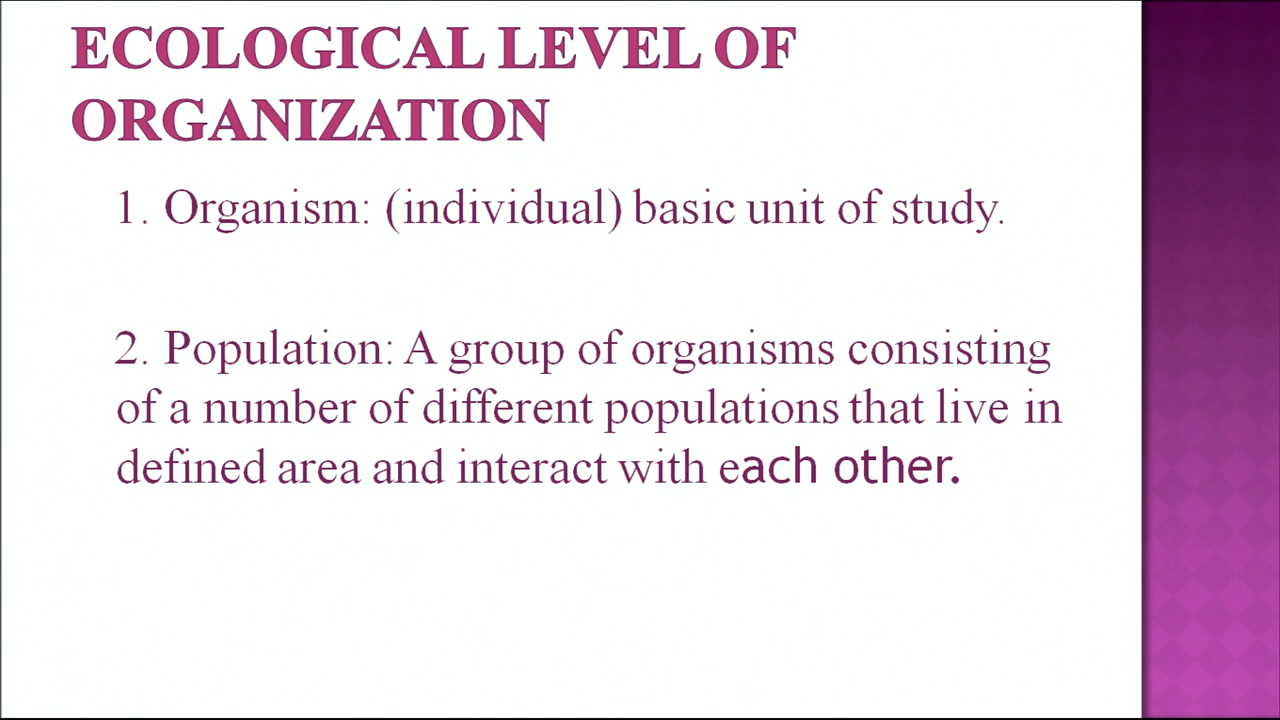 ECOLOGICAL LEVEL OF
ORGANIZATION
1. Organism: (individual) basic unit of study.
2. Population: A group of organisms consisting
of a number of different populations that live in
defined area and interact with each other.